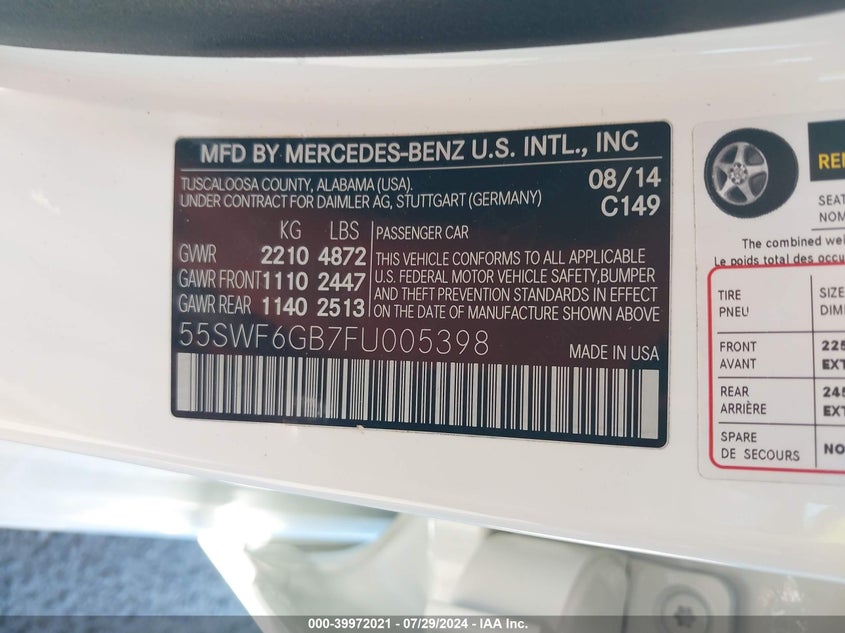 MFD BY MERCEDES-BENZ U.S. INTL., INC
TUSCALOOSA COUNTY, ALABAMA (USA).
UNDER CONTRACT FOR DAIMLER AG, STUTTGART (GERMANY)
08/14
C149
KG LBS
GVWR 2210 4872
GAWR FRONT 1110 2447
GAWR REAR 1140 2513
PASSENGER CAR
THIS VEHICLE CONFORMS TO ALL APPLICABLE
U.S. FEDERAL MOTOR VEHICLE SAFETY,BUMPER
AND THEFT PREVENTION STANDARDS IN EFFECT
ON THE DATE OF MANUFACTURE SHOWN ABOVE
55SWF6GB7FU005398
MADE IN USA
The combined
Le poids total des
TIRE
PNEU
FRONT
AVANT
REAR
ARRIÈRE
SPARE
DE SECOURS
000-39972021 - 07/29/2024 - IAA Inc.